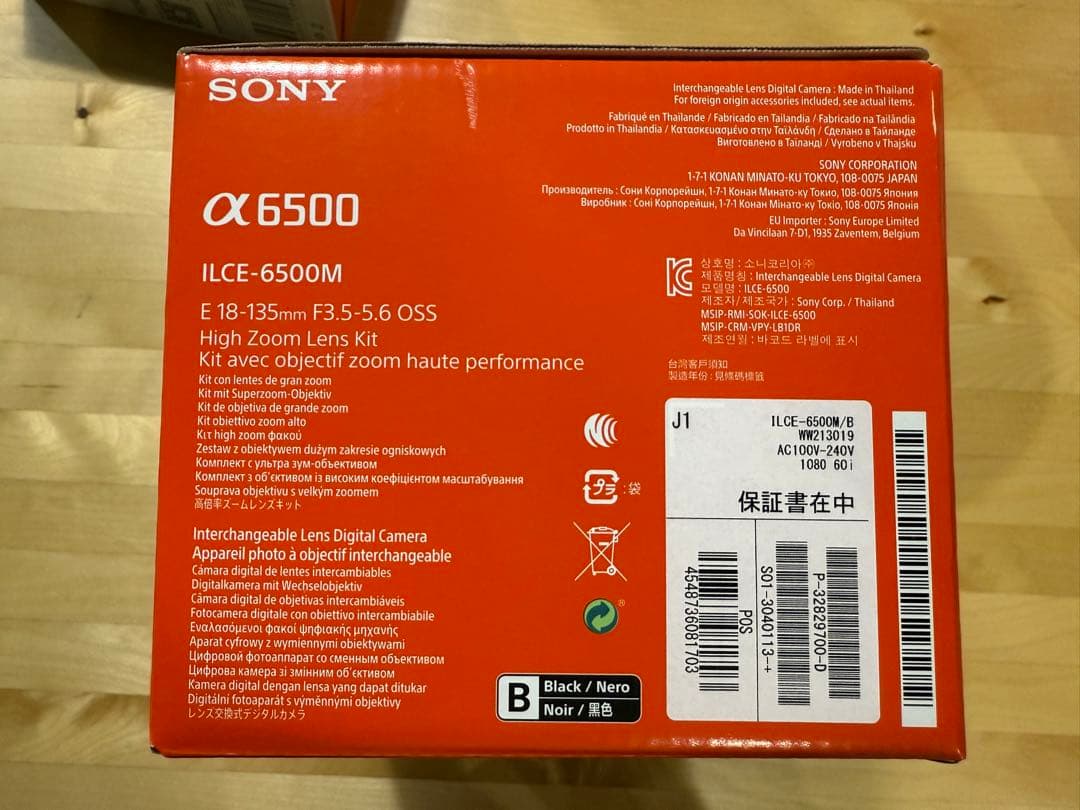 SONY
α6500
ILCE-6500M
E 18-135mm F3.5-5.6 OSS
High Zoom Lens Kit
Kit avec objectif zoom haute performance
Kit con lentes de gran zoom
Kit mit Superzoom-Objektiv
Kit de objetiva de grande zoom
Kit obiettivo zoom alto
Κιτ high zoom φακού
Zestaw z obiektywem dużym zakresem ogniskowych
Комплект с ультра зум-объективом
Комплект з об'єктивом із високим коефіцієнтом масштабування
Souprava objektivu s velkým zoomem
高倍率ズームレンズキット
Interchangeable Lens Digital Camera
Appareil photo à objectif interchangeable
Cámara digital de lentes intercambiables
Digitalkamera mit Wechselobjektiv
Câmara digital de objetivas intercambiáveis
Fotocamera digitale con obiettivo intercambiabile
Εναλασόμενοι φακοί ψηφιακής μηχανής
Aparat cyfrowy z wymiennymi obiektywami
Цифровой фотоаппарат со сменным объективом
Цифрова камера зі змінним об'єктивом
Kamera digital dengan lensa yang dapat ditukar
Digitální fotoaparát s výměnnými objektivy
レンズ交換式デジタルカメラ
Interchangeable Lens Digital Camera : Made in Thailand
For foreign origin accessories included, see actual items.
Fabriqué en Thaïlande / Fabricado en Tailandia / Fabricado na Tailândia
Prodotto in Thailandia / Κατασκευασμένο στην Ταϊλάνδη / Сделано в Таиланде
Виготовлено в Таїланді / Vyrobeno v Thajsku
SONY CORPORATION
1-7-1 KONAN MINATO-KU TOKYO, 108-0075 JAPAN
Производитель : Сони Корпорейшн, 1-7-1 Конан Минато-ку Токио, 108-0075 Япония
Виробник : Соні Корпорейшн, 1-7-1 Конан Мінато-ку Токіо, 108-0075 Японія
EU Importer : Sony Europe Limited
Da Vincilaan 7-D1, 1935 Zaventem, Belgium
상호명 : 소니코리아㈜
제품명칭 : Interchangeable Lens Digital Camera
모델명 : ILCE-6500
제조자/제조국가 : Sony Corp. / Thailand
MSIP-RMI-SOK-ILCE-6500
MSIP-CRM-VPY-LB1DR
제조연월 : 바코드 라벨에 표시
台灣客戶須知
製造年份 : 見條碼標籤
プラ : 袋
®
B
Black / Nero
Noir / 黒色
J1
ILCE-6500M/B
WW213019
AC100V-240V
1080 60i
保証書在中
4548736081703
POS
S01-3040113-+
P-32829700-D